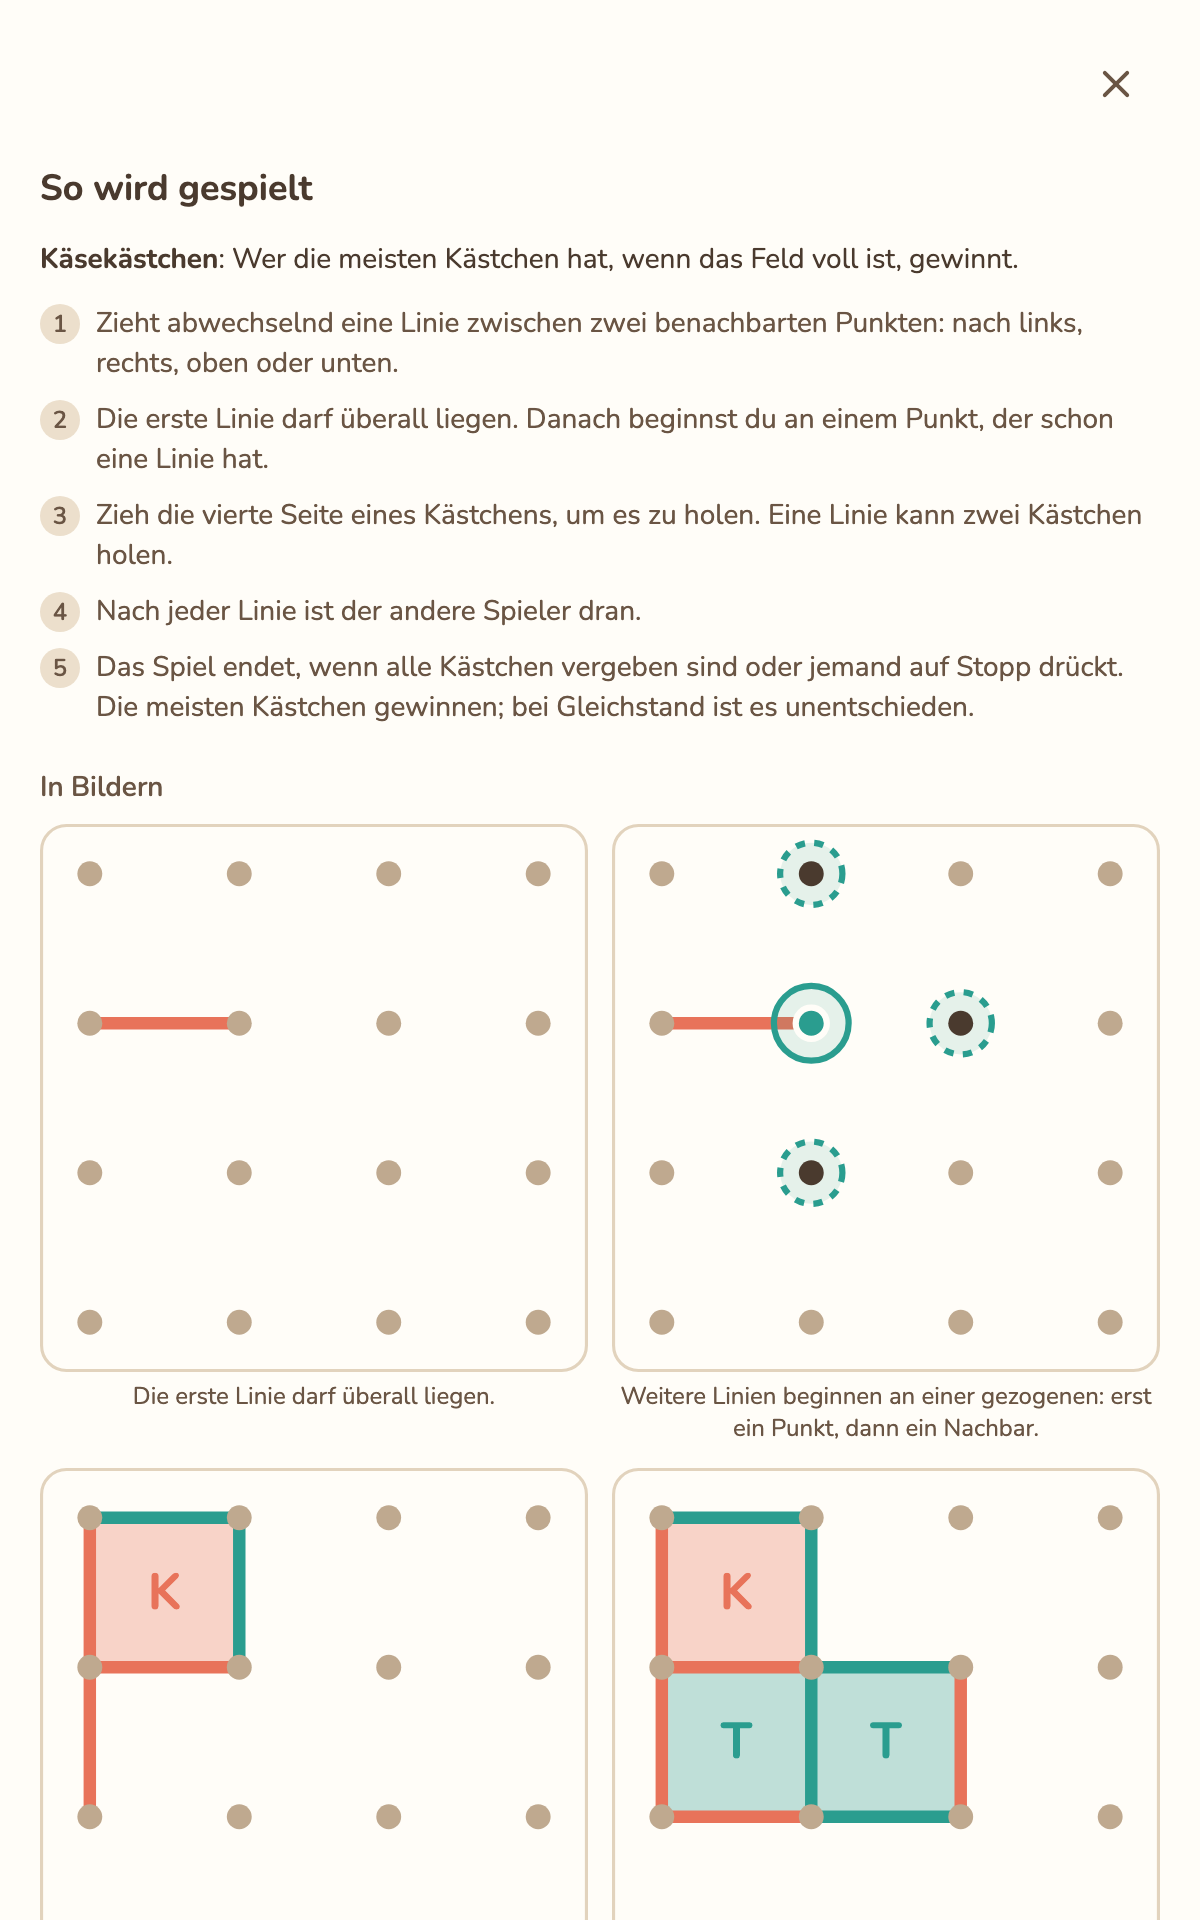 So wird gespielt
Käsekästchen: Wer die meisten Kästchen hat, wenn das Feld voll ist, gewinnt.
1 Zieht abwechselnd eine Linie zwischen zwei benachbarten Punkten: nach links,
rechts, oben oder unten.
2 Die erste Linie darf überall liegen. Danach beginnst du an einem Punkt, der schon
eine Linie hat.
3 Zieh die vierte Seite eines Kästchens, um es zu holen. Eine Linie kann zwei Kästchen
holen.
4 Nach jeder Linie ist der andere Spieler dran.
5 Das Spiel endet, wenn alle Kästchen vergeben sind oder jemand auf Stopp drückt.
Die meisten Kästchen gewinnen; bei Gleichstand ist es unentschieden.
In Bildern
Die erste Linie darf überall liegen.
Weitere Linien beginnen an einer gezogenen: erst
ein Punkt, dann ein Nachbar.
K
K
T T